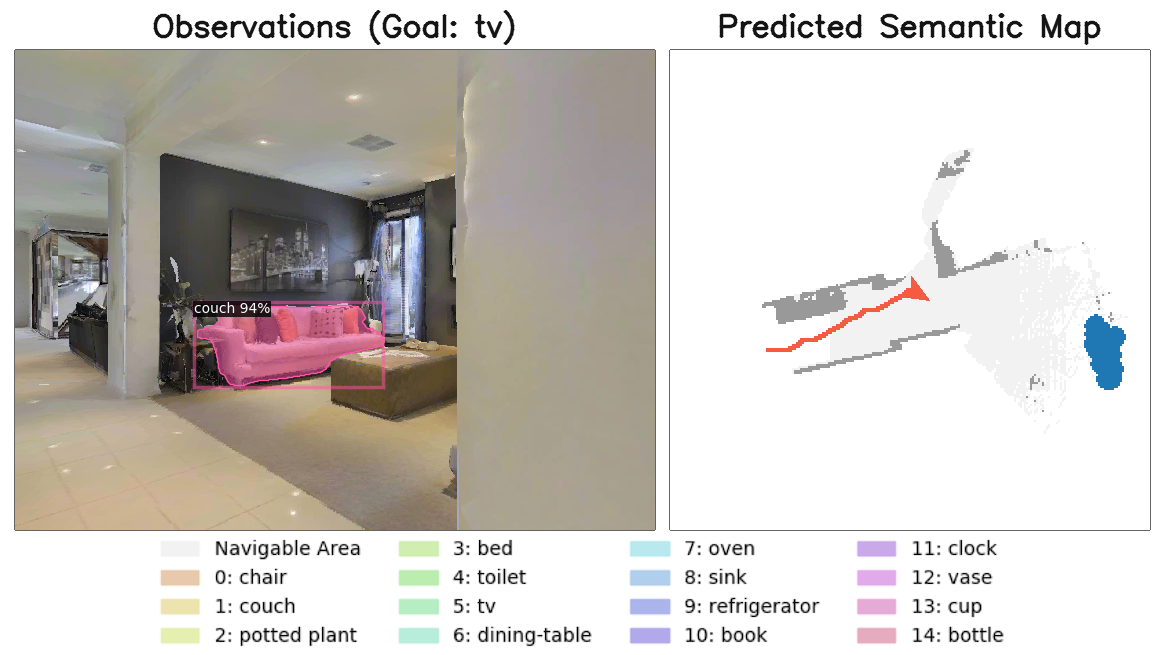 Observations (Goal: tv)
Predicted Semantic Map
couch 94%
Navigable Area
0: chair
1: couch
2: potted plant
3: bed
4: toilet
5: tv
6: dining-table
7: oven
8: sink
9: refrigerator
10: book
11: clock
12: vase
13: cup
14: bottle